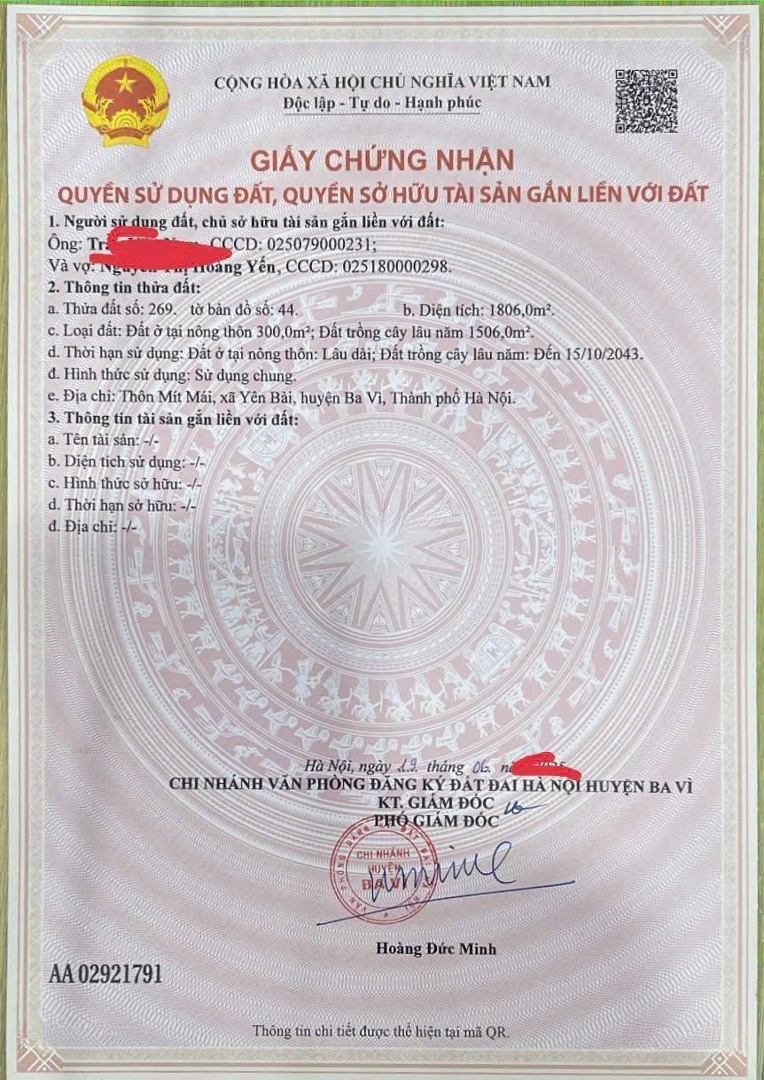 CỘNG HÒA XÃ HỘI CHỦ NGHĨA VIỆT NAM
Độc lập - Tự do - Hạnh phúc
GIẤY CHỨNG NHẬN
QUYỀN SỬ DỤNG ĐẤT, QUYỀN SỞ HỮU TÀI SẢN GẮN LIỀN VỚI ĐẤT
1. Người sử dụng đất, chủ sở hữu tài sản gắn liền với đất:
Ông: CCCD: 025079000231;
Và vợ: Nguyễn Thị Hoàng Yến, CCCD: 025180000298.
2. Thông tin thửa đất:
a. Thửa đất số: 269. tờ bản đồ số: 44. b. Diện tích: 1806,0m².
c. Loại đất: Đất ở tại nông thôn 300,0m²; Đất trồng cây lâu năm 1506,0m².
d. Thời hạn sử dụng: Đất ở tại nông thôn: Lâu dài; Đất trồng cây lâu năm: Đến 15/10/2043.
đ. Hình thức sử dụng: Sử dụng chung.
e. Địa chỉ: Thôn Mít Mái, xã Yên Bài, huyện Ba Vì, Thành phố Hà Nội.
3. Thông tin tài sản gắn liền với đất:
a. Tên tài sản: -/-
b. Diện tích sử dụng: -/-
c. Hình thức sở hữu: -/-
d. Thời hạn sở hữu: -/-
đ. Địa chỉ: -/-
Hà Nội, ngày 19 tháng 06
CHI NHÁNH VĂN PHÒNG ĐĂNG KÝ ĐẤT ĐAI HÀ NỘI HUYỆN BA VÌ
KT. GIÁM ĐỐC
PHÓ GIÁM ĐỐC
CHI NHÁNH
HUYỆN
BA VÌ
Hoàng Đức Minh
AA 02921791
Thông tin chi tiết được thể hiện tại mã QR.